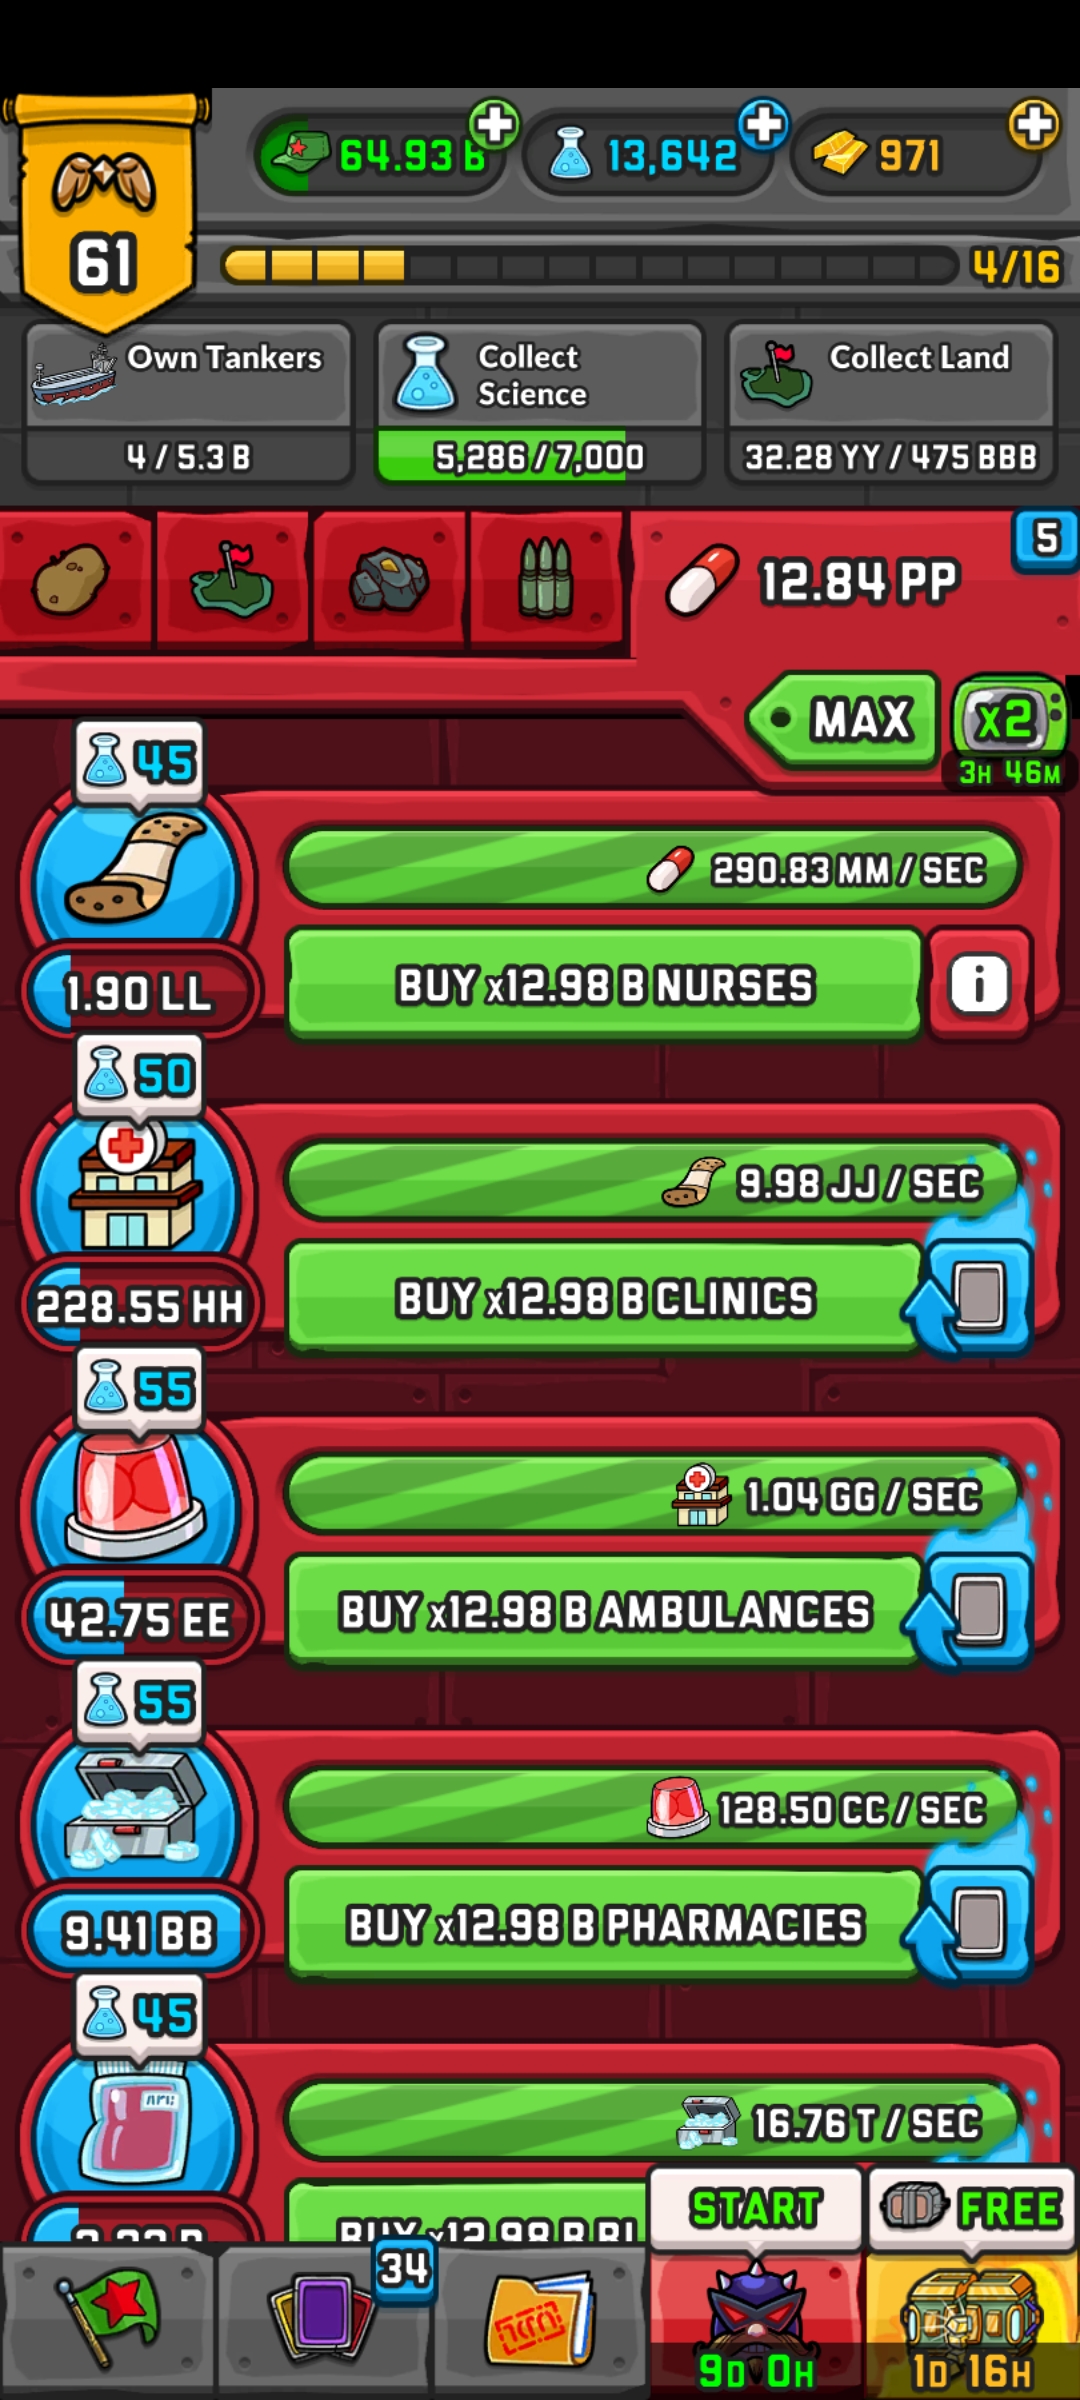 64.93 B
13,642
971
61
4/16
Own Tankers
4 / 5.3 B
Collect
Science
5,286 / 7,000
Collect Land
32.28 YY / 475 BBB
12.84 PP
5
MAX
x2
3H 46M
45
290.83 MM / SEC
1.90 LL
BUY x12.98 B NURSES
i
50
9.98 JJ / SEC
228.55 HH
BUY x12.98 B CLINICS
55
1.04 GG / SEC
42.75 EE
BUY x12.98 B AMBULANCES
55
128.50 CC / SEC
9.41 BB
BUY x12.98 B PHARMACIES
45
16.76 T / SEC
BUY x12.98 B
START
FREE
34
9D 0H
1D 16H